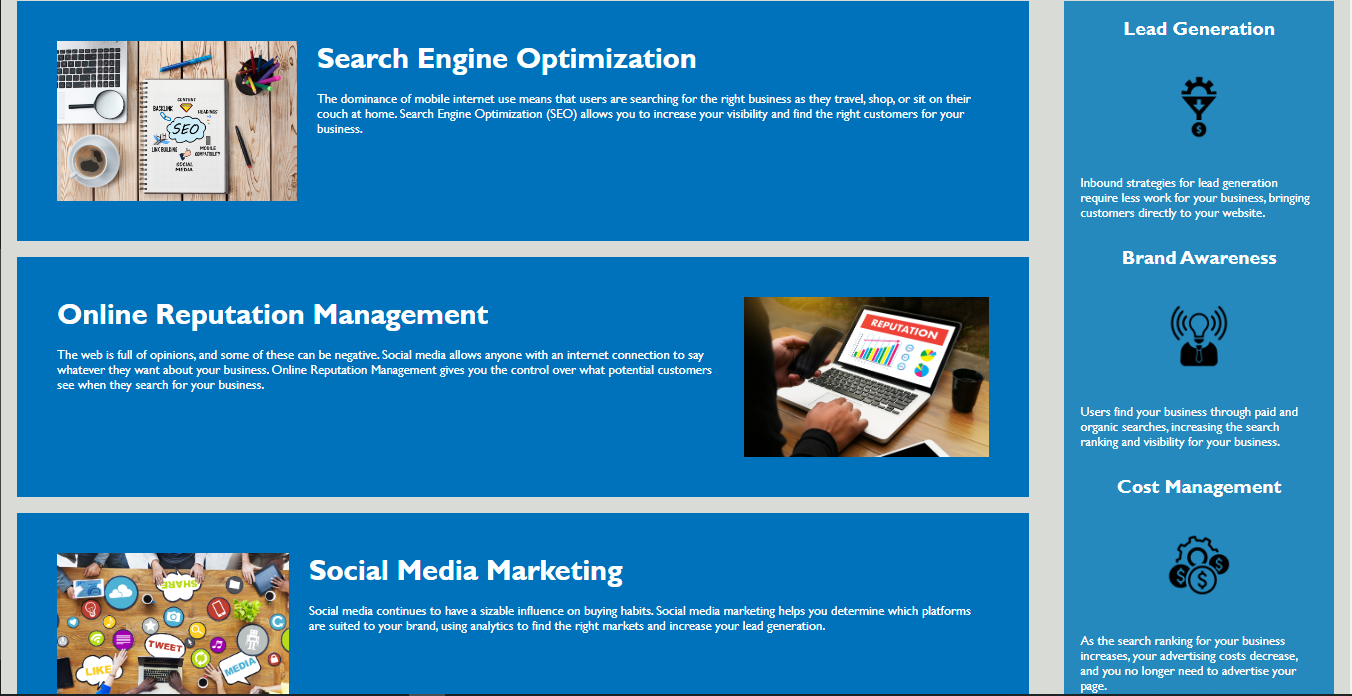 Search Engine Optimization
The dominance of mobile internet use means that users are searching for the right business as they travel, shop, or sit on their
couch at home. Search Engine Optimization (SEO) allows you to increase your visibility and find the right customers for your
business.
CONTENT
BACKLINK
HEADINGS
SEO
LINK BUILDING
MOBILE
COMPATIBILITY
SOCIAL
MEDIA
Online Reputation Management
The web is full of opinions, and some of these can be negative. Social media allows anyone with an internet connection to say
whatever they want about your business. Online Reputation Management gives you the control over what potential customers
see when they search for your business.
REPUTATION
Social Media Marketing
Social media continues to have a sizable influence on buying habits. Social media marketing helps you determine which platforms
are suited to your brand, using analytics to find the right markets and increase your lead generation.
SHARE
TWEET
LIKE
MEDIA
Lead Generation
Inbound strategies for lead generation
require less work for your business, bringing
customers directly to your website.
Brand Awareness
Users find your business through paid and
organic searches, increasing the search
ranking and visibility for your business.
Cost Management
As the search ranking for your business
increases, your advertising costs decrease,
and you no longer need to advertise your
page.